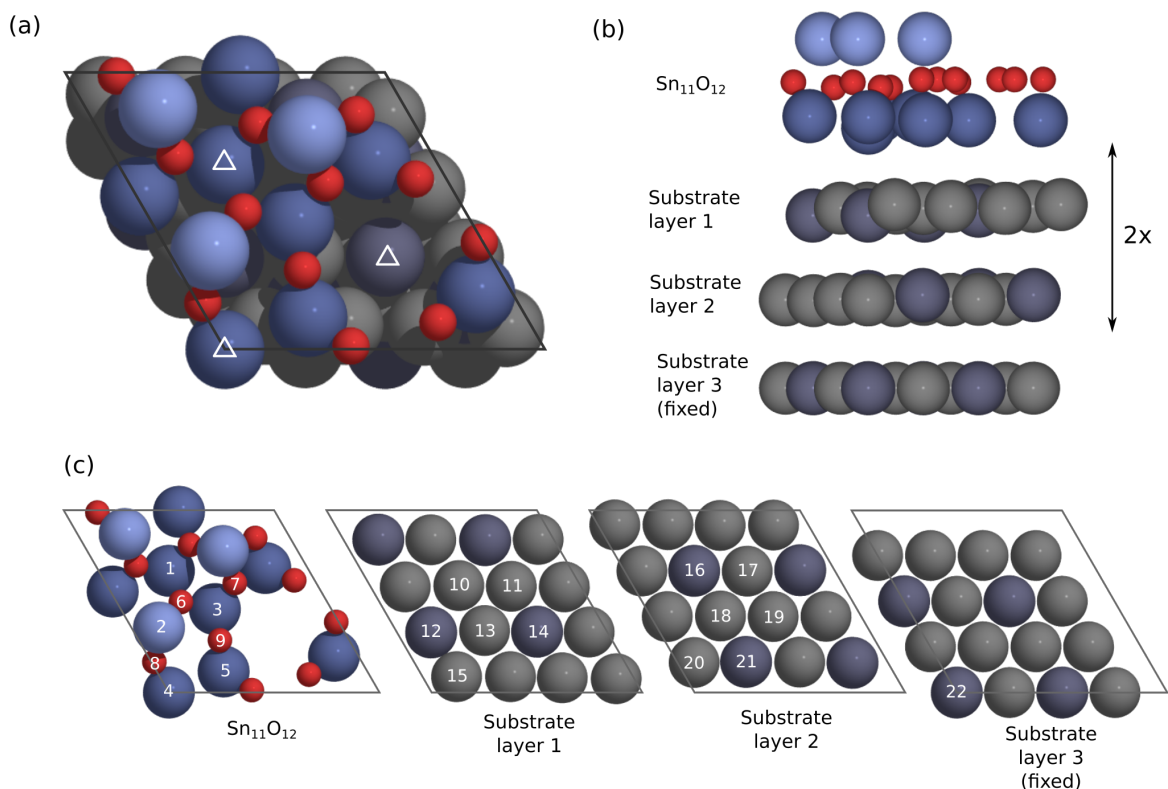 (a)
(b)
Sn₁₁O₁₂
Substrate
layer 1
2x
Substrate
layer 2
Substrate
layer 3
(fixed)
(c)
1
2
3
4
5
6
7
8
9
Sn₁₁O₁₂
10
11
12
13
14
15
Substrate
layer 1
16
17
18
19
20
21
Substrate
layer 2
22
Substrate
layer 3
(fixed)